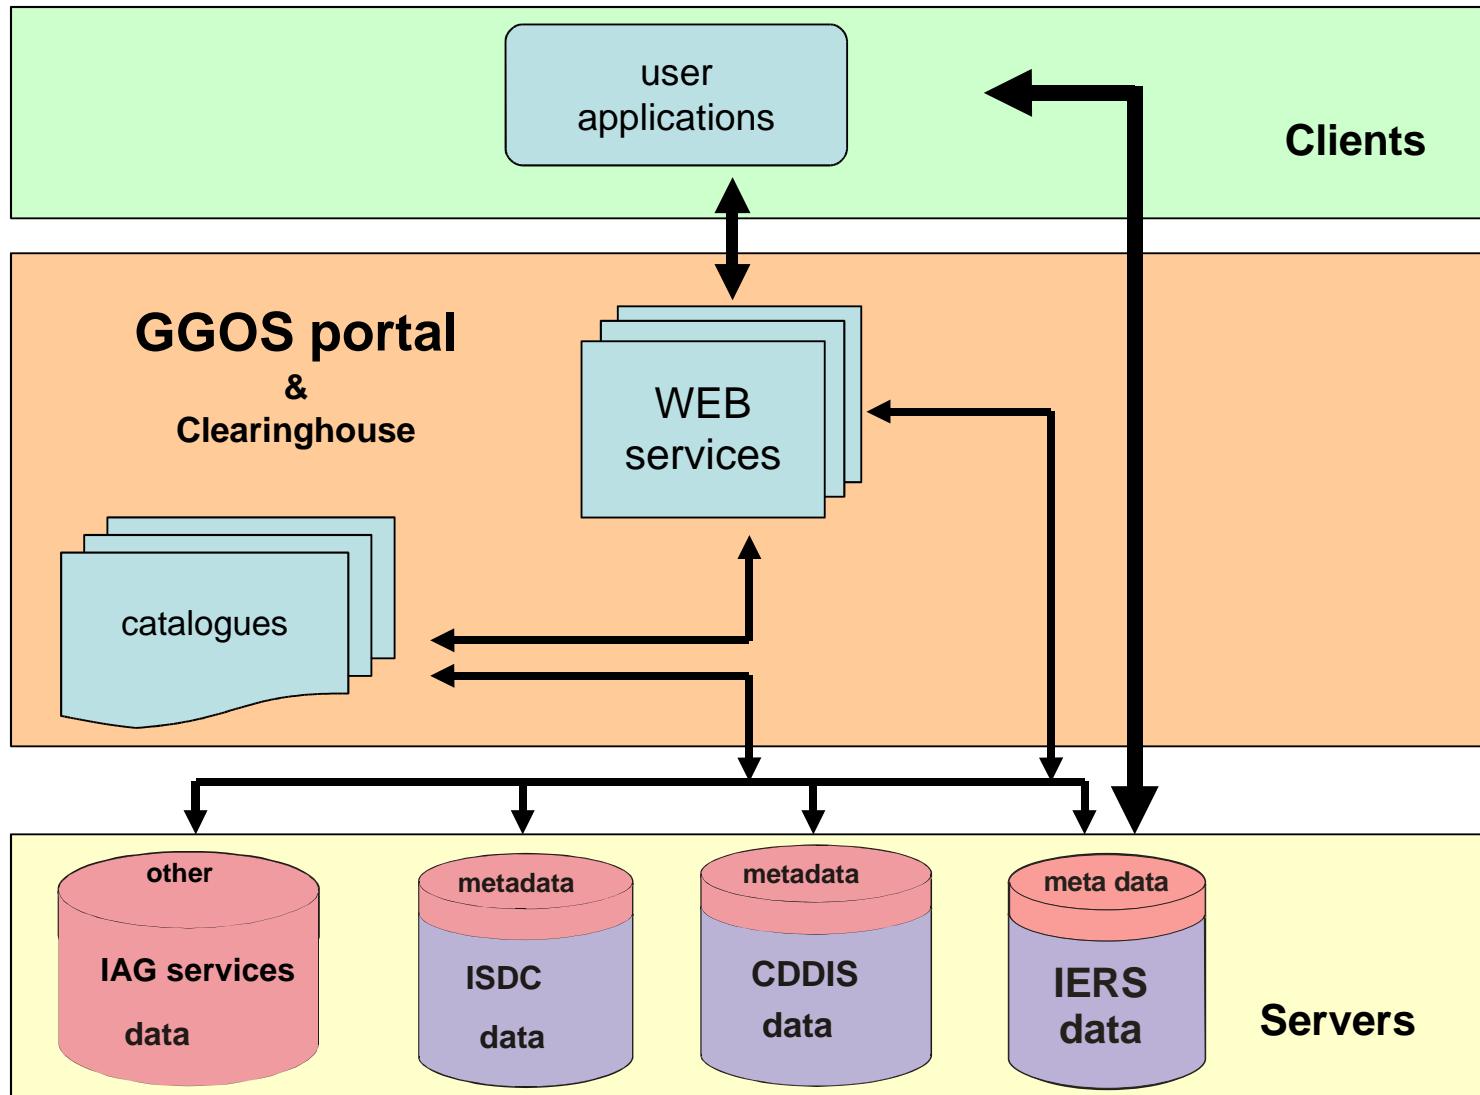 user
applications
Clients
GGOS portal
&
Clearinghouse
WEB
services
catalogues
other
IAG services
data
metadata
ISDC
data
metadata
CDDIS
data
meta data
IERS
data
Servers